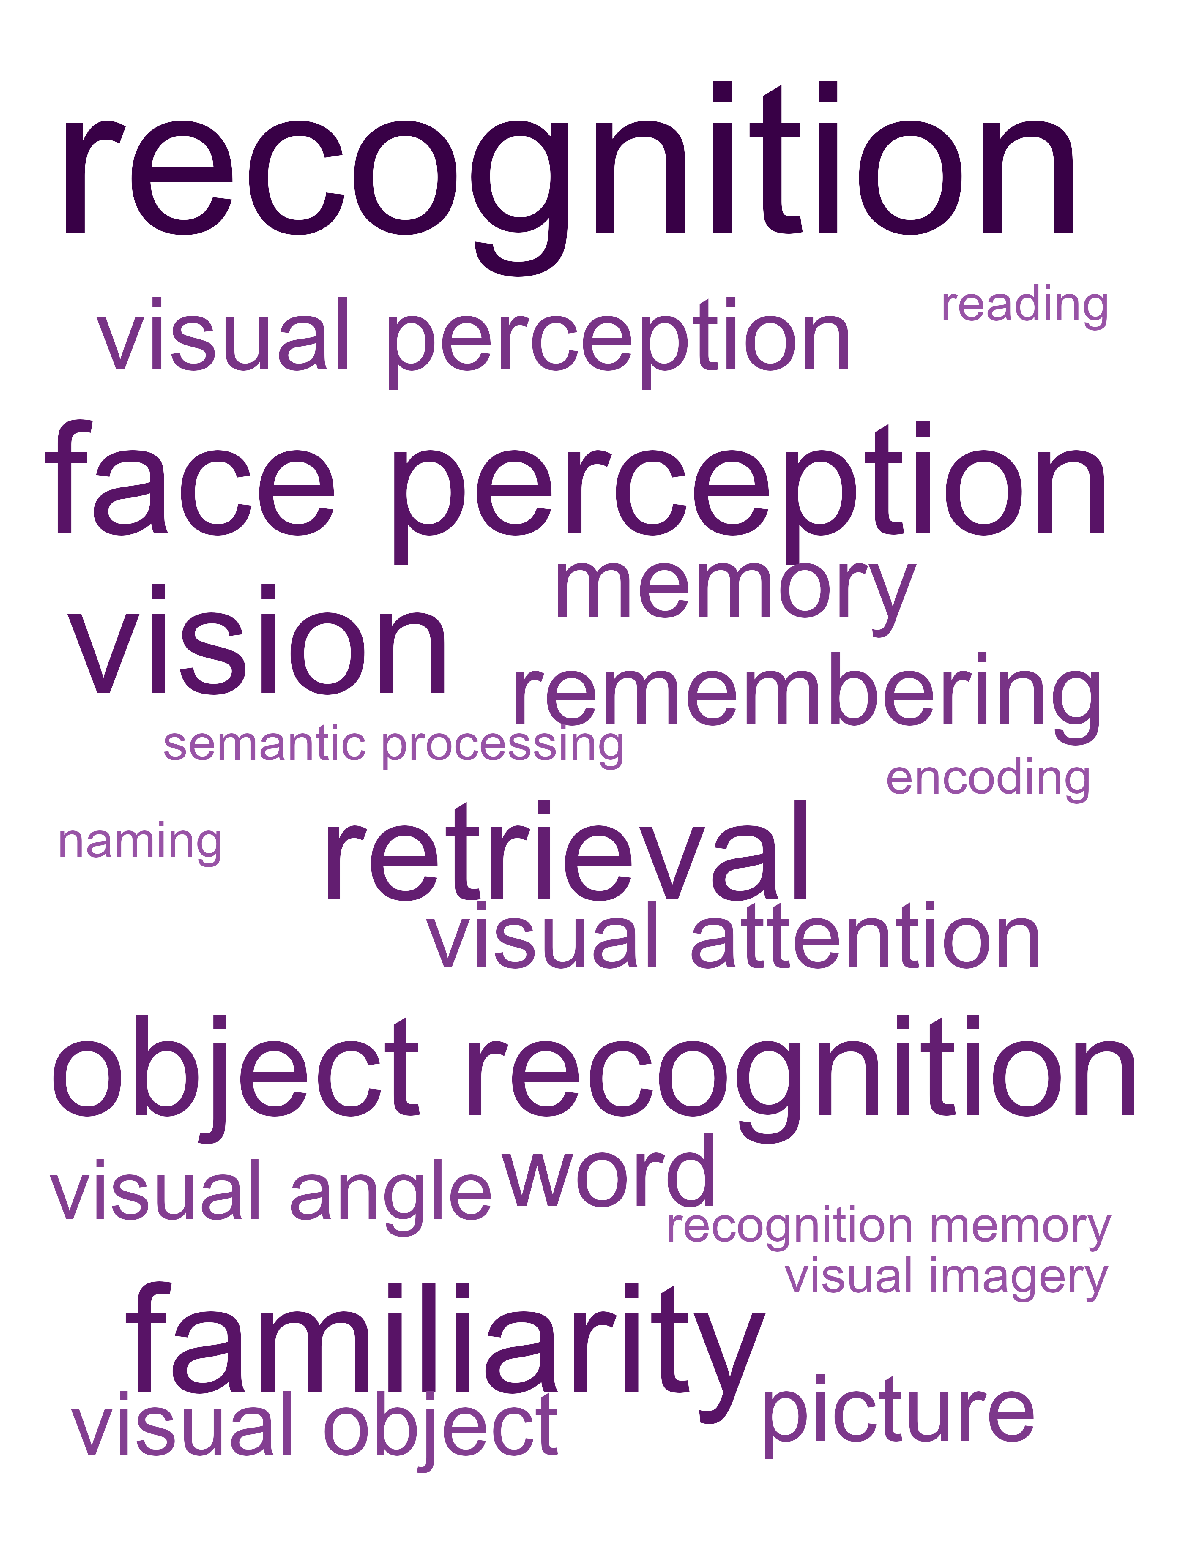 recognition
visual perception
reading
face perception
memory
vision
remembering
semantic processing
encoding
naming
retrieval
visual attention
object recognition
visual angle
word
recognition memory
visual imagery
familiarity
picture
visual object